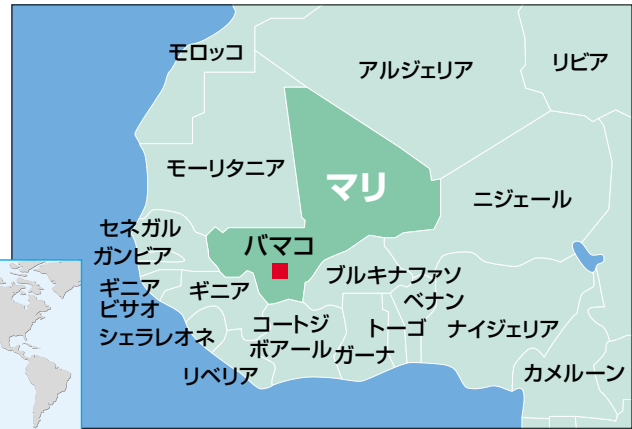 モロッコ
アルジェリア
リビア
モーリタニア
マリ
ニジェール
セネガル
ガンビア
バマコ
ギニア
ビサオ
ギニア
ブルキナファソ
ベナン
シェラレオネ
コートジ
ボアール
トーゴ
ナイジェリア
ガーナ
リベリア
カメルーン